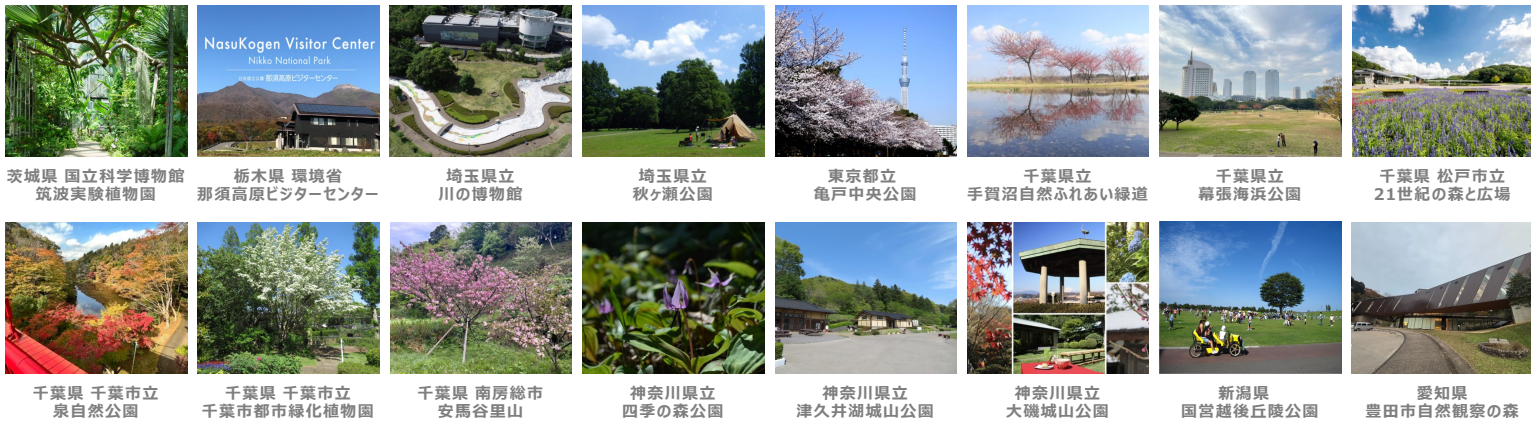 NasuKogen Visitor Center
Nikko National Park
日光国立公園 那須高原ビジターセンター
茨城県 国立科学博物館
筑波実験植物園
栃木県 環境省
那須高原ビジターセンター
埼玉県立
川の博物館
埼玉県立
秋ヶ瀬公園
東京都立
亀戸中央公園
千葉県立
手賀沼自然ふれあい緑道
千葉県立
幕張海浜公園
千葉県 松戸市立
21世紀の森と広場
千葉県 千葉市立
泉自然公園
千葉県 千葉市立
千葉市都市緑化植物園
千葉県 南房総市
安馬谷里山
神奈川県立
四季の森公園
神奈川県立
津久井湖城山公園
神奈川県立
大磯城山公園
新潟県
国営越後丘陵公園
愛知県
豊田市自然観察の森